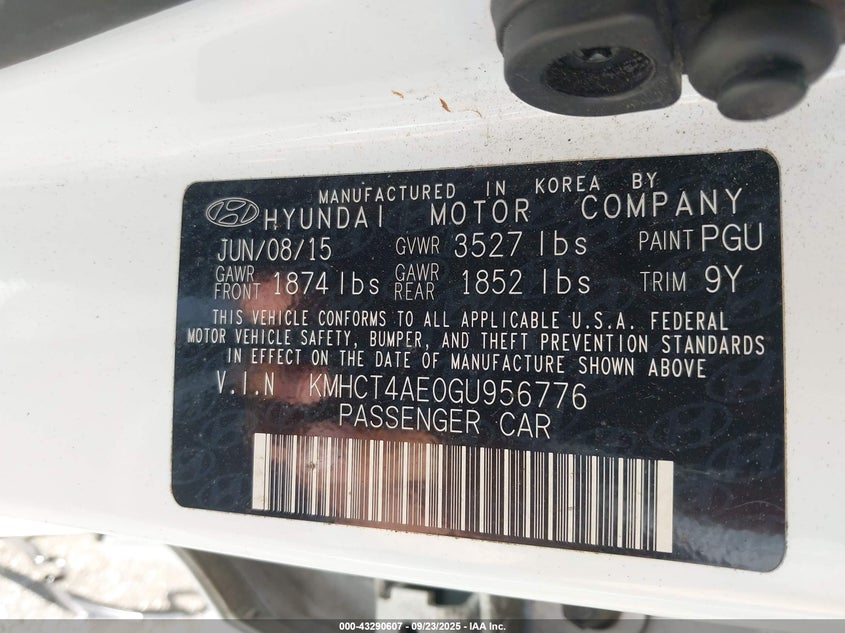 MANUFACTURED IN KOREA BY
HYUNDAI MOTOR COMPANY
JUN/08/15 GVWR 3527 lbs PAINT PGU
GAWR FRONT 1874 lbs GAWR REAR 1852 lbs TRIM 9Y
THIS VEHICLE CONFORMS TO ALL APPLICABLE U.S.A. FEDERAL
MOTOR VEHICLE SAFETY, BUMPER, AND THEFT PREVENTION STANDARDS
IN EFFECT ON THE DATE OF MANUFACTURE SHOWN ABOVE
V.I.N KMHCT4AE0GU956776
PASSENGER CAR
000-43290607 - 09/23/2025 - IAA Inc.